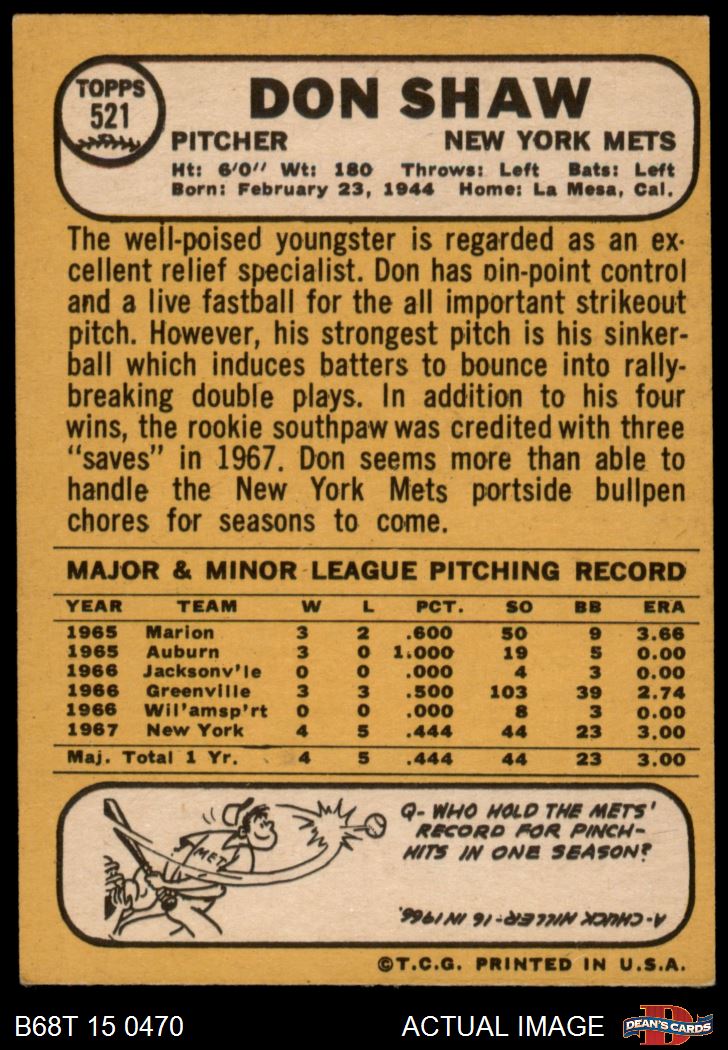 TOPPS
521
DON SHAW
PITCHER NEW YORK METS
Ht: 6'0" Wt: 180 Throws: Left Bats: Left
Born: February 23, 1944 Home: La Mesa, Cal.
The well-poised youngster is regarded as an ex-
cellent relief specialist. Don has pin-point control
and a live fastball for the all important strikeout
pitch. However, his strongest pitch is his sinker-
ball which induces batters to bounce into rally-
breaking double plays. In addition to his four
wins, the rookie southpaw was credited with three
"saves" in 1967. Don seems more than able to
handle the New York Mets portside bullpen
chores for seasons to come.
MAJOR & MINOR LEAGUE PITCHING RECORD
YEAR TEAM W L PCT. SO BB ERA
1965 Marion 3 2 .600 50 9 3.66
1965 Auburn 3 0 1.000 19 5 0.00
1966 Jacksonv'le 0 0 .000 4 3 0.00
1966 Greenville 3 3 .500 103 39 2.74
1966 Wil'amsp'rt 0 0 .000 8 3 0.00
1967 New York 4 5 .444 44 23 3.00
Maj. Total 1 Yr. 4 5 .444 44 23 3.00
METS
Q- WHO HOLD THE METS'
RECORD FOR PINCH-
HITS IN ONE SEASON?
A-CHUCK HILLER-16 IN 1966.
©T.C.G. PRINTED IN U.S.A.
B68T 15 0470 ACTUAL IMAGE
D
DEAN'S CARDS